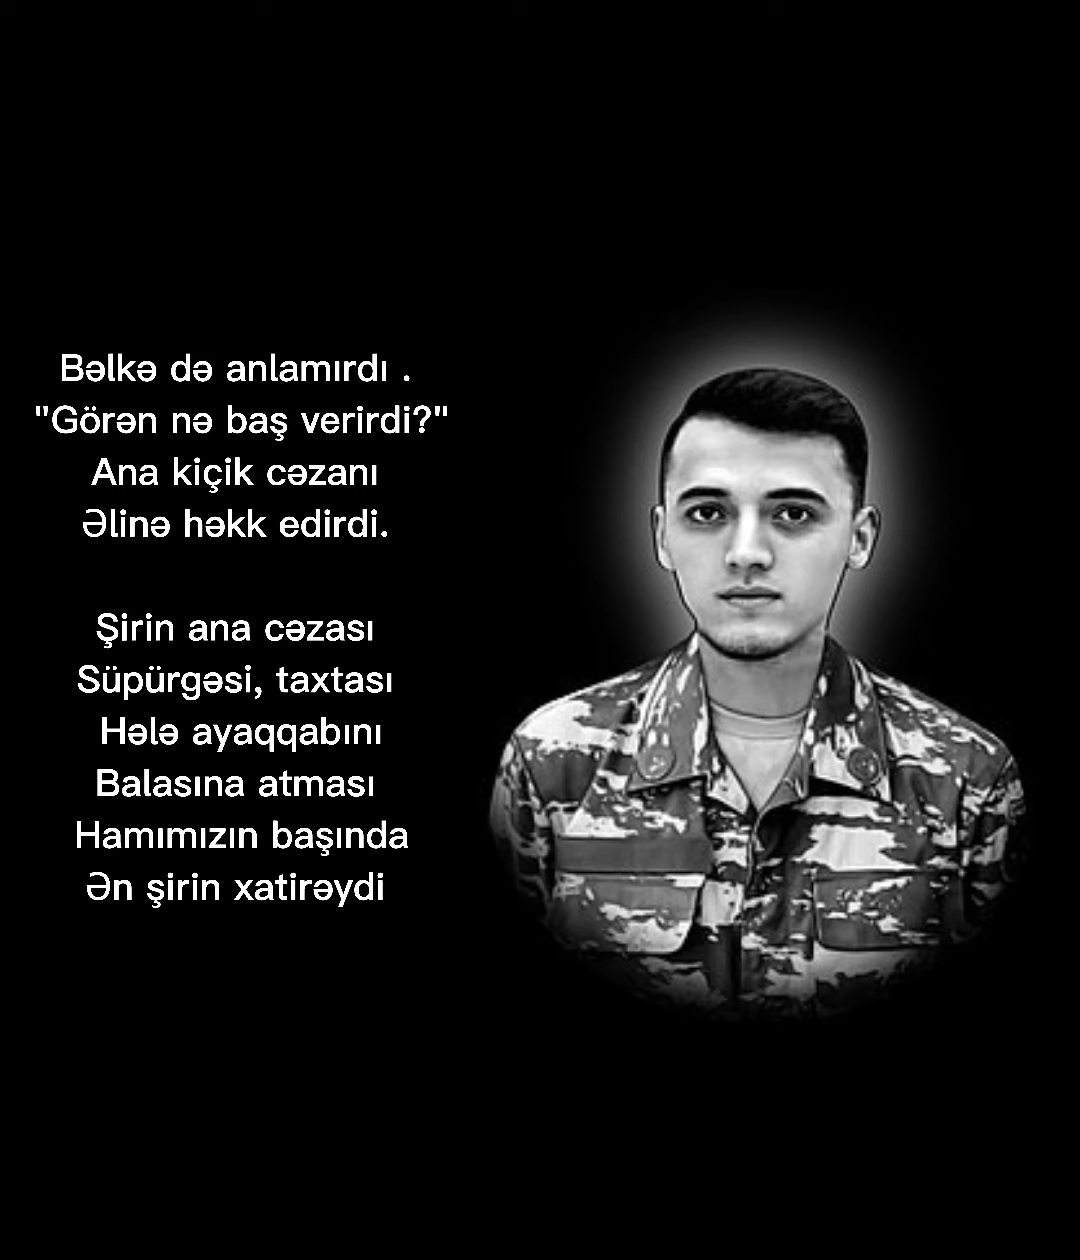 Bəlkə də anlamırdı .
"Görən nə baş verirdi?"
Ana kiçik cəzanı
Əlinə həkk edirdi.
Şirin ana cəzası
Süpürgəsi, taxtası
Hələ ayaqqabını
Balasına atması
Hamımızın başında
Ən şirin xatirəydi